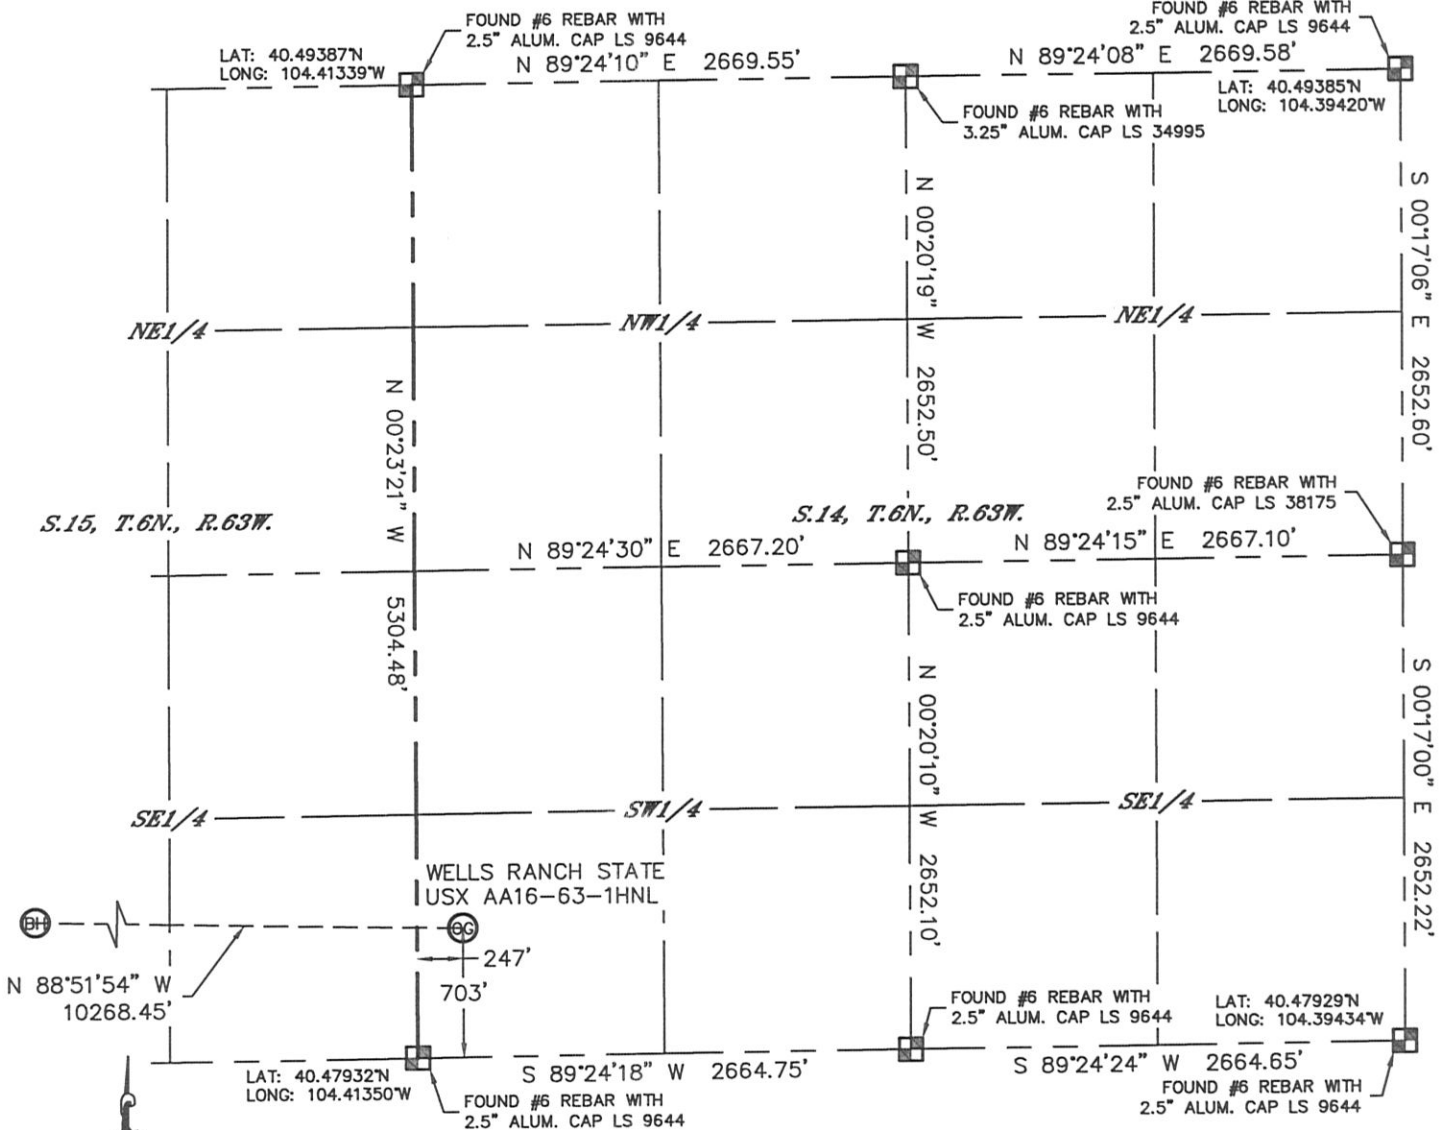 FOUND #6 REBAR WITH
2.5" ALUM. CAP LS 9644
FOUND #6 REBAR WITH
2.5" ALUM. CAP LS 9644
LAT: 40.49387°N
LONG: 104.41339°W
N 89°24'10" E 2669.55'
N 89°24'08" E 2669.58'
LAT: 40.49385°N
LONG: 104.39420°W
FOUND #6 REBAR WITH
3.25" ALUM. CAP LS 34995
N 00°20'19" W 2652.50'
S 00°17'06" E 2652.60'
NE1/4
NW1/4
NE1/4
N 00°23'21" W 5304.48'
FOUND #6 REBAR WITH
2.5" ALUM. CAP LS 38175
S.15, T.6N., R.63W.
S.14, T.6N., R.63W.
N 89°24'30" E 2667.20'
N 89°24'15" E 2667.10'
FOUND #6 REBAR WITH
2.5" ALUM. CAP LS 9644
N 00°20'10" W 2652.10'
S 00°17'00" E 2652.22'
SE1/4
SW1/4
SE1/4
WELLS RANCH STATE
USX AA16-63-1HNL
BH
OG
247'
703'
N 88°51'54" W
10268.45'
FOUND #6 REBAR WITH
2.5" ALUM. CAP LS 9644
LAT: 40.47929°N
LONG: 104.39434°W
S 89°24'18" W 2664.75'
S 89°24'24" W 2664.65'
LAT: 40.47932°N
LONG: 104.41350°W
FOUND #6 REBAR WITH
2.5" ALUM. CAP LS 9644
FOUND #6 REBAR WITH
2.5" ALUM. CAP LS 9644